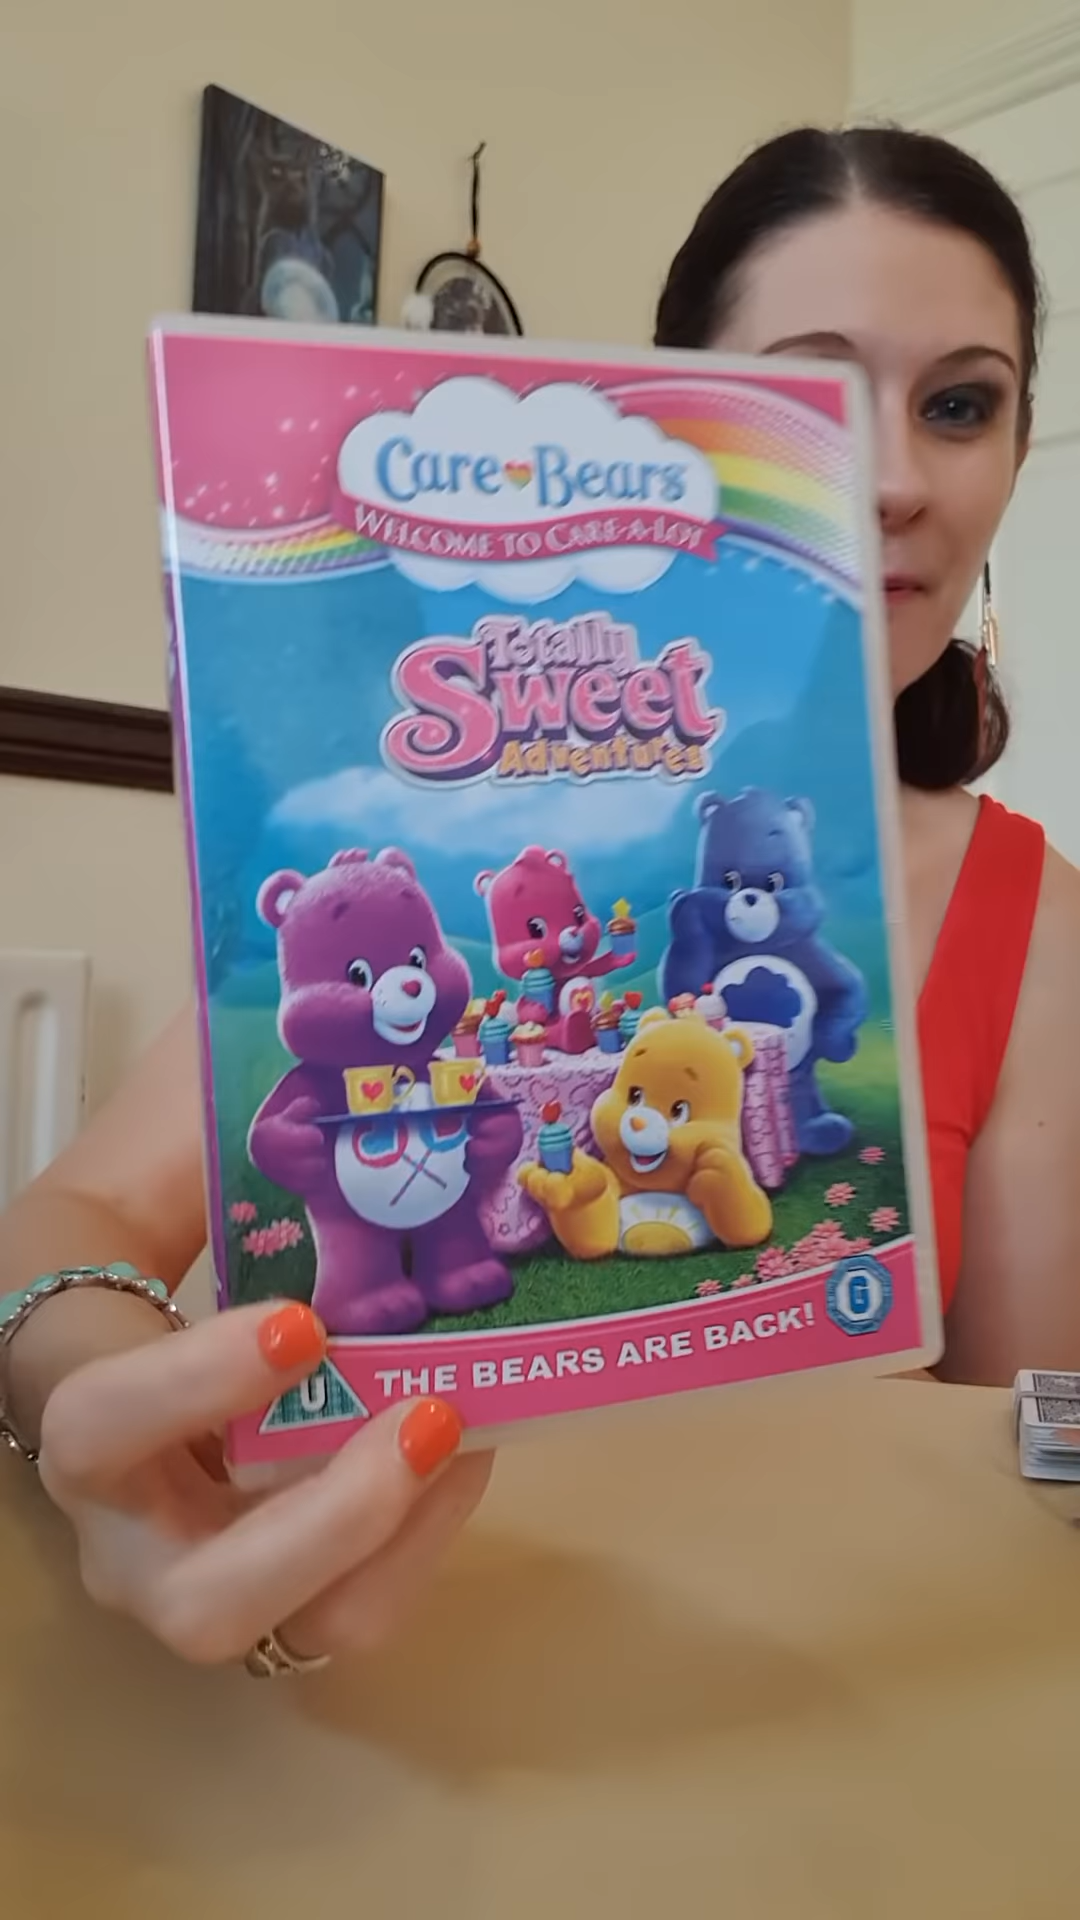 Care Bears
WELCOME TO CARE-A-LOT
Totally
Sweet
Adventures
THE BEARS ARE BACK!
G
U